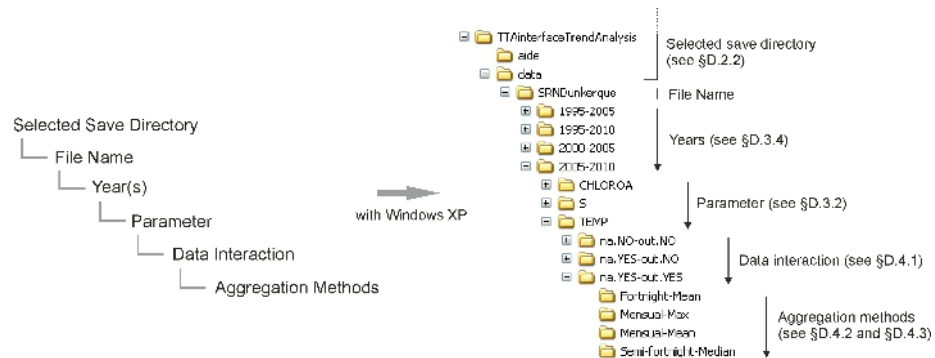 Selected Save Directory
File Name
Year(s)
Parameter
Data Interaction
Aggregation Methods
with Windows XP
TTAinterfaceTrendAnalysis
aide
data
SRNDunkerque
1995-2005
1995-2010
2000-2005
2005-2010
CHLOROA
S
TEMP
na.NO-out.NO
na.YES-out.NO
na.YES-out.YES
Fortnight-Mean
Mensual-Max
Mensual-Mean
Semi-fortnight-Median
Selected save directory
(see §D.2.2)
File Name
Years (see §D.3.4)
Parameter (see §D.3.2)
Data interaction (see §D.4.1)
Aggregation methods
(see §D.4.2 and §D.4.3)